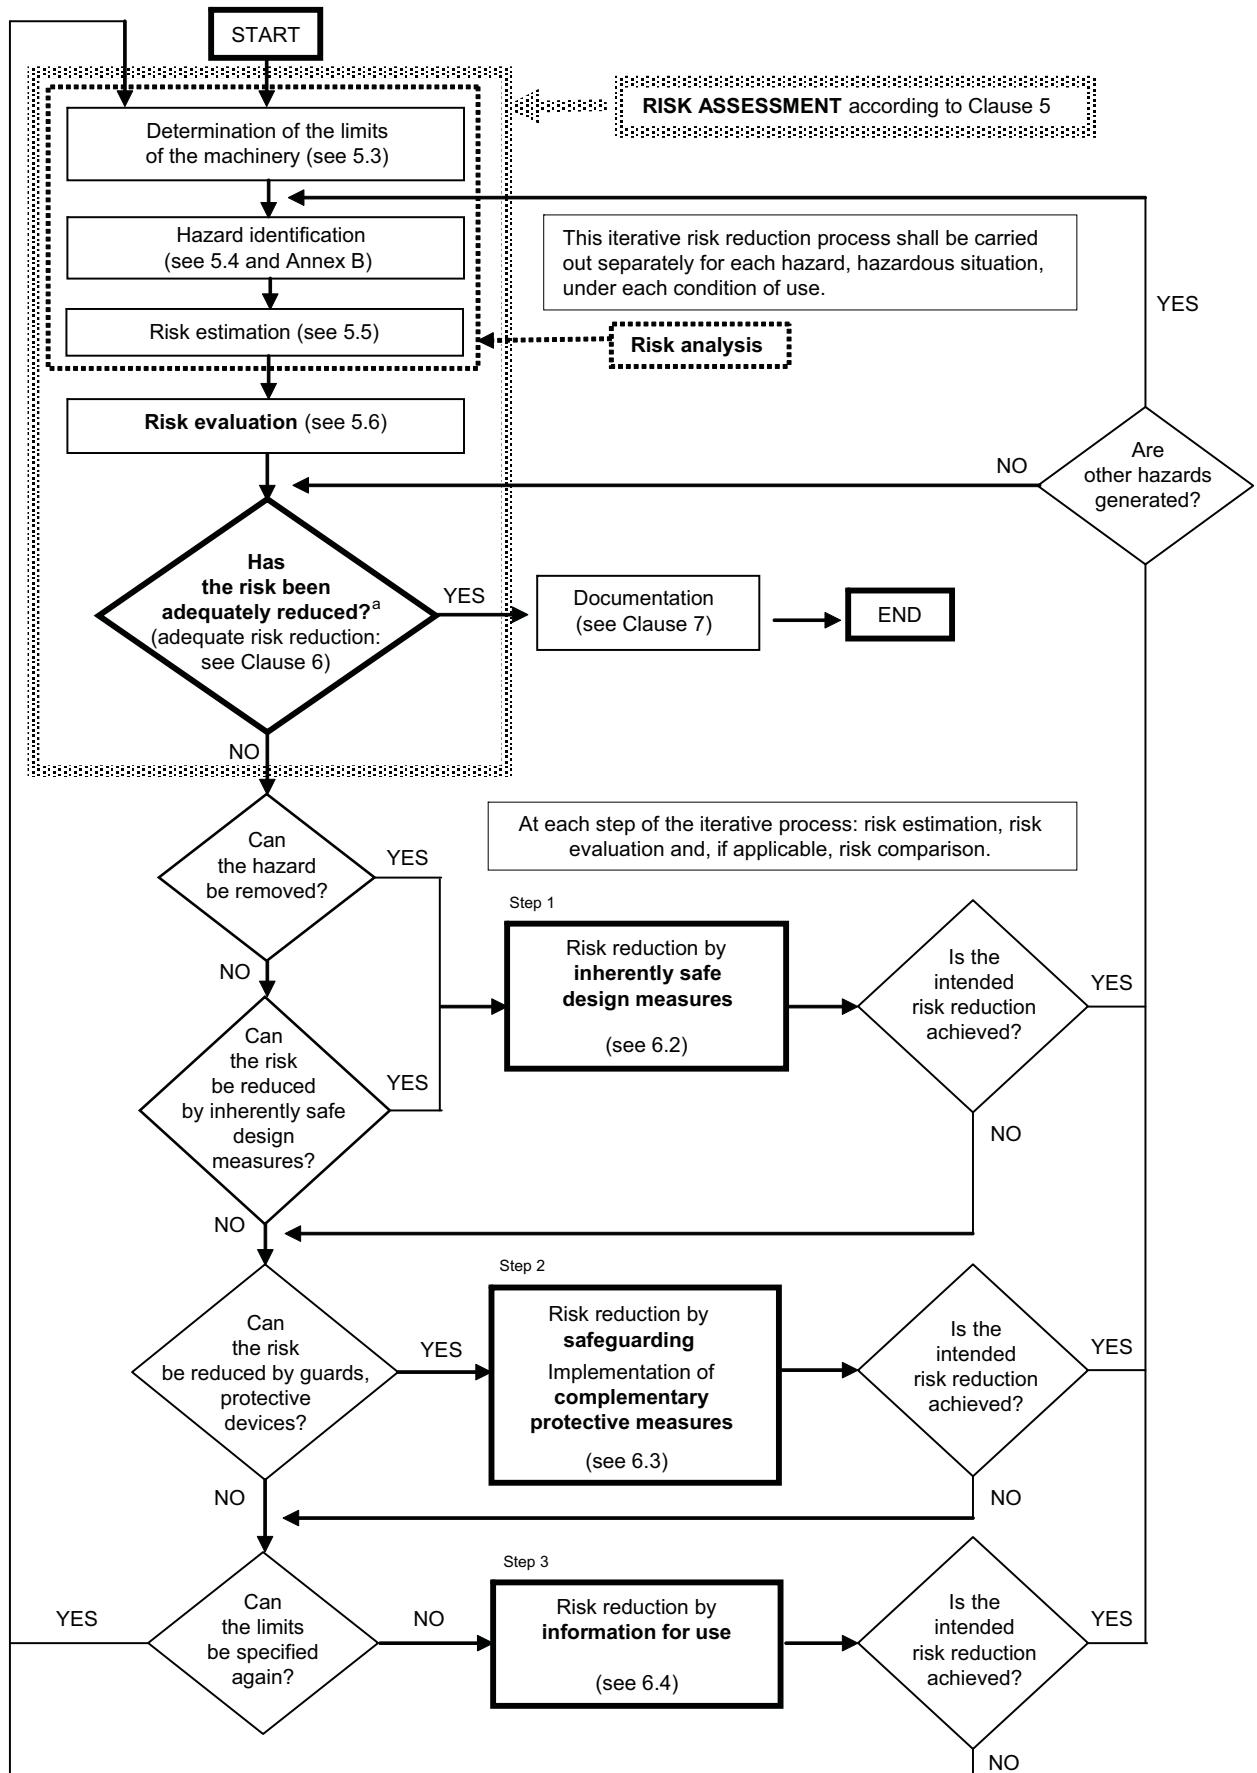 START
RISK ASSESSMENT according to Clause 5
Determination of the limits
of the machinery (see 5.3)
Hazard identification
(see 5.4 and Annex B)
This iterative risk reduction process shall be carried
out separately for each hazard, hazardous situation,
under each condition of use.
YES
Risk estimation (see 5.5)
Risk analysis
Risk evaluation (see 5.6)
NO
Are
other hazards
generated?
Has
the risk been
adequately reduced?a
(adequate risk reduction:
see Clause 6)
YES
Documentation
(see Clause 7)
END
NO
At each step of the iterative process: risk estimation, risk
evaluation and, if applicable, risk comparison.
Can
the hazard
be removed?
YES
NO
Step 1
Risk reduction by
inherently safe
design measures
(see 6.2)
Is the
intended
risk reduction
achieved?
YES
Can
the risk
be reduced
by inherently safe
design
measures?
YES
NO
NO
Step 2
Can
the risk
be reduced by guards,
protective
devices?
YES
Risk reduction by
safeguarding
Implementation of
complementary
protective measures
(see 6.3)
Is the
intended
risk reduction
achieved?
YES
NO
NO
Step 3
YES
Can
the limits
be specified
again?
NO
Risk reduction by
information for use
(see 6.4)
Is the
intended
risk reduction
achieved?
YES
NO